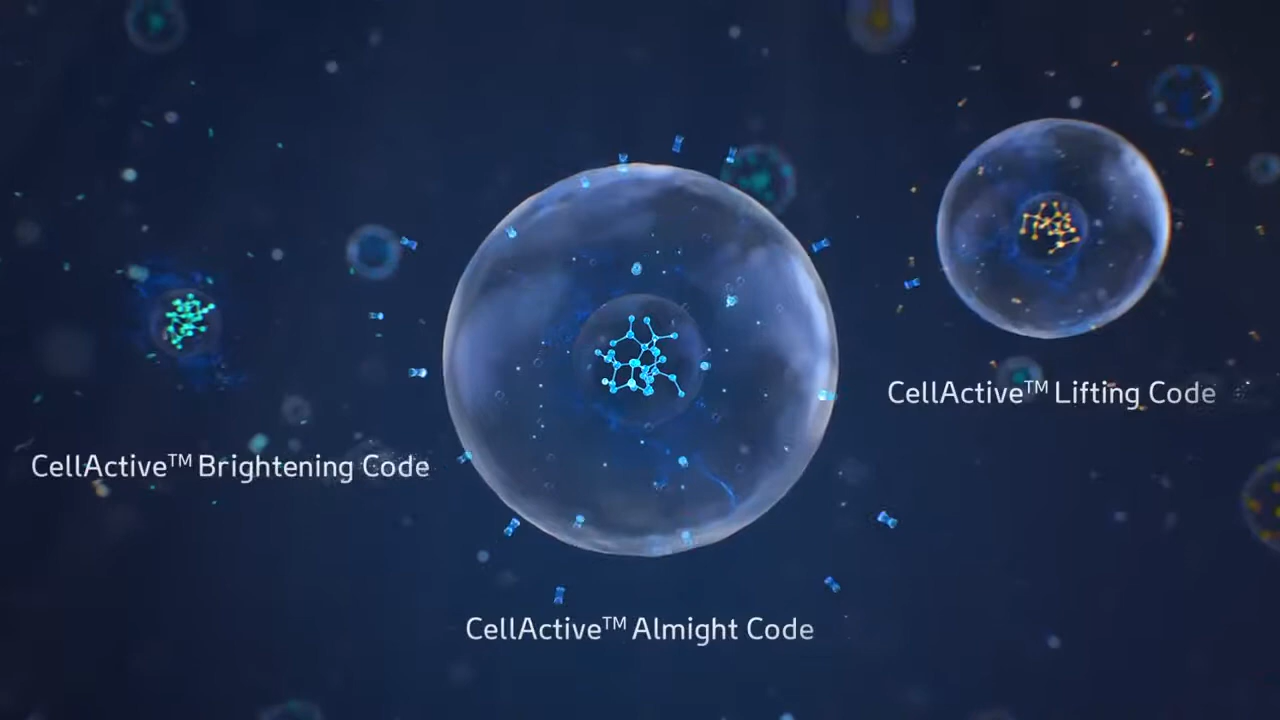 CellActive™ Lifting Code
CellActive™ Brightening Code
CellActive™ Almight Code